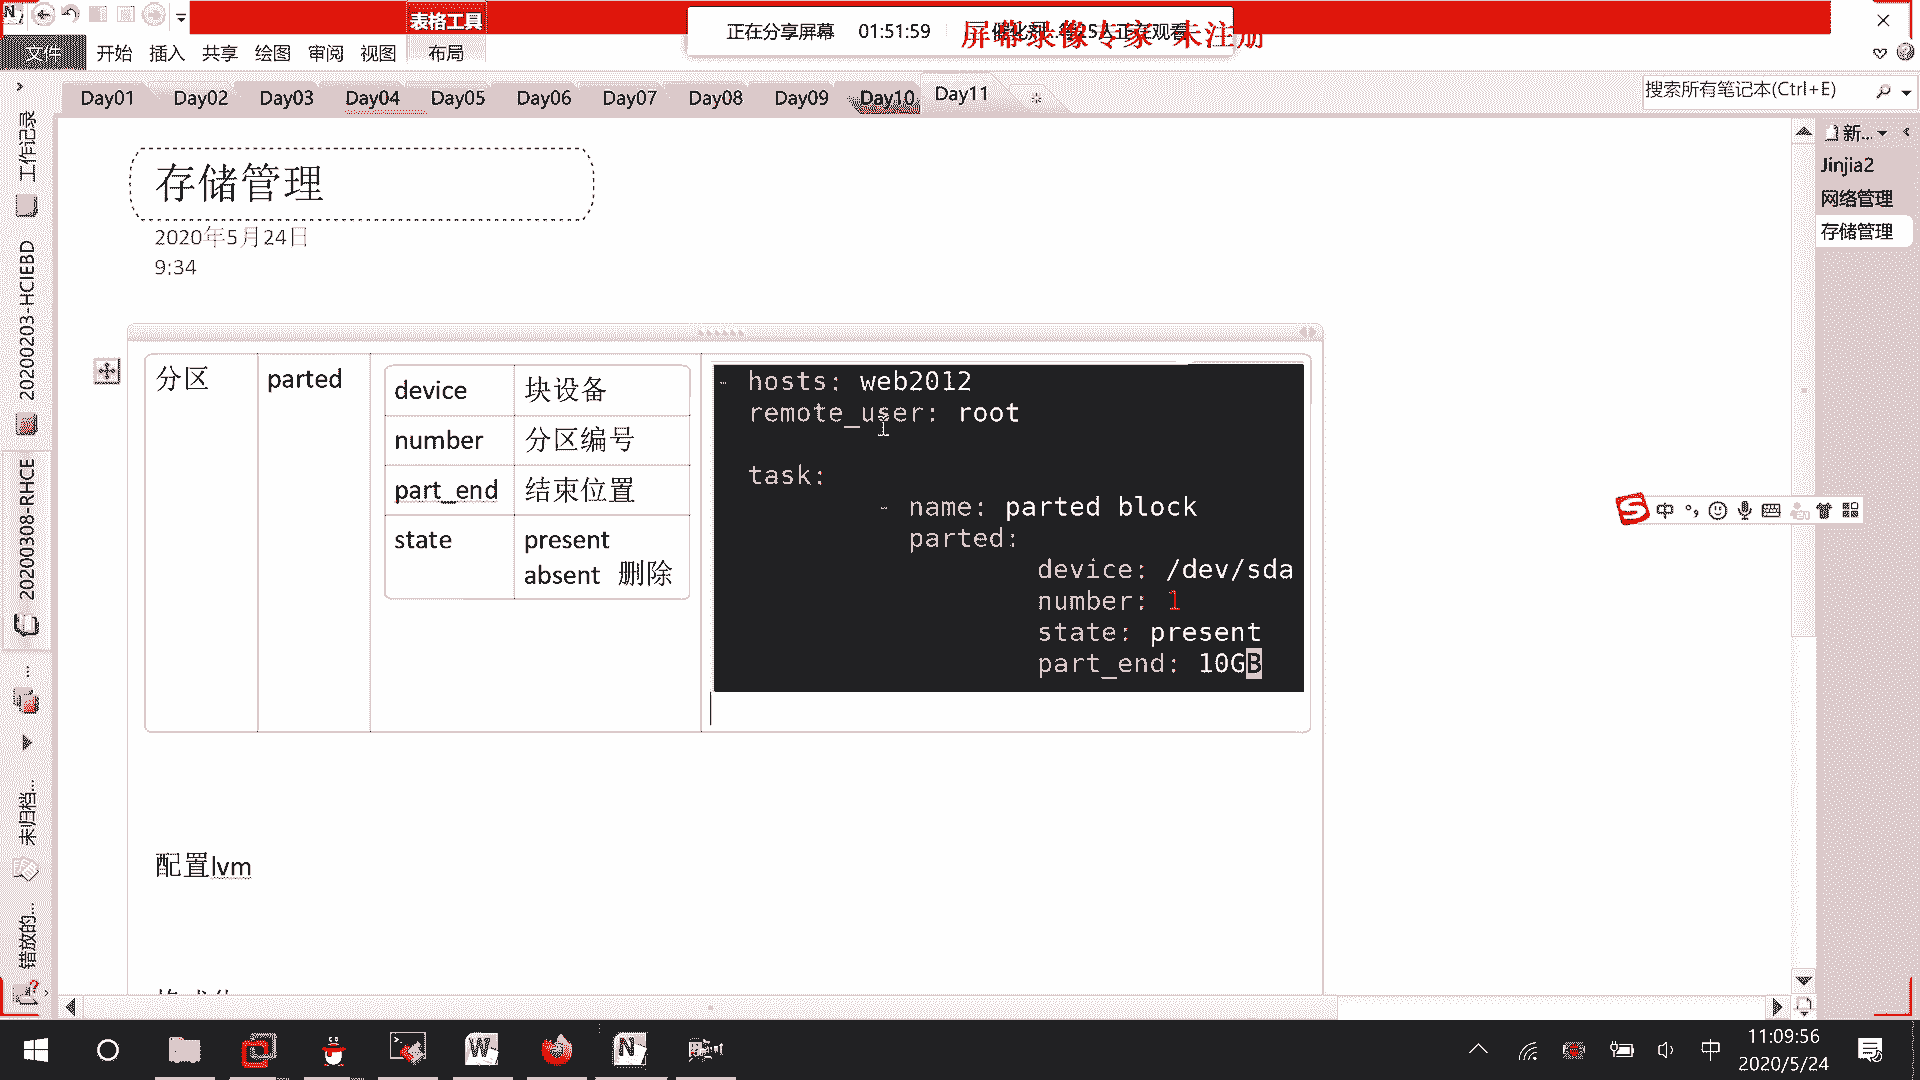 表格工具
正在分享屏幕 01:51:59
屏幕录像专家 未注册
文件 开始 插入 共享 绘图 审阅 视图 布局
Day01 Day02 Day03 Day04 Day05 Day06 Day07 Day08 Day09 Day10 Day11
搜索所有笔记本(Ctrl+E)
工作记录
20200203-HCIEBD
20200308-RHCE
...
未归档...
错放的...
新...
Jinjia2
网络管理
存储管理
存储管理
2020年5月24日
9:34
分区
parted
device 块设备
number 分区编号
part_end 结束位置
state present
absent 删除
- hosts: web2012
remote_user: root
task:
- name: parted block
parted:
device: /dev/sda
number: 1
state: present
part_end: 10GB
配置lvm
中
中
11:09:56
2020/5/24